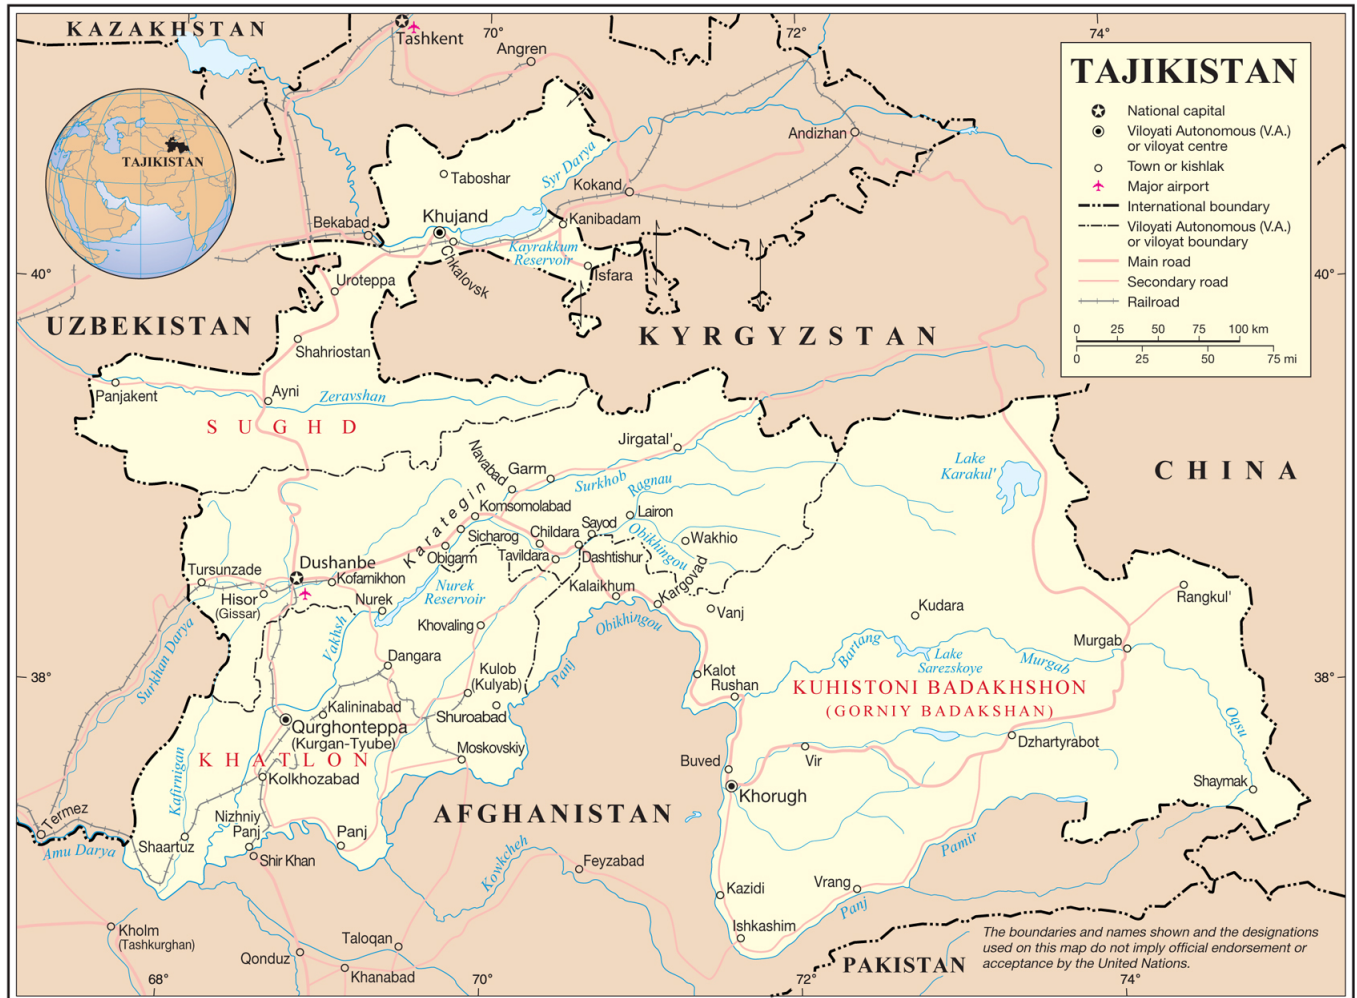 KAZAKHSTAN
Tashkent
70°
72°
74°
Angren
TAJIKISTAN
National capital
Viloyati Autonomous (V.A.)
or viloyat centre
Town or kishlak
Major airport
International boundary
Viloyati Autonomous (V.A.)
or viloyat boundary
Main road
Secondary road
Railroad
0 25 50 75 100 km
0 25 50 75 mi
TAJIKISTAN
Andizhan
Syr Darya
Taboshar
Kokand
Bekabad
Khujand
Kanibadam
Kayrakkum
Reservoir
Chkalovsk
Isfara
40°
40°
Uroteppa
UZBEKISTAN
KYRGYZSTAN
Shahriostan
Panjakent
Ayni
Zeravshan
SUGHD
Jirgatal'
Navabad
Garm
Surkhob
Ragnau
Lake
Karakul'
CHINA
Karategin
Komsomolabad
Sicharog
Childara
Sayod
Lairon
Obikhingou
Wakhio
Obigarm
Tavildara
Dashtishur
Dushanbe
Tursunzade
Kofarnikhon
Hisor
(Gissar)
Nurek
Nurek
Reservoir
Kalaikhum
Kargovad
Vanj
Kudara
Rangkul'
Obikhingou
Khovaling
Vakhsh
Surkhan Darya
Murgab
Bartang
Lake
Sarezskoye
Murgab
Dangara
Kulob
(Kulyab)
Panj
Kalot
Rushan
38°
38°
KUHISTONI BADAKHSHON
(GORNIY BADAKSHAN)
Kalininabad
Shuroabad
Qurghonteppa
(Kurgan-Tyube)
Oqsu
KHATLON
Moskovskiy
Dzhartyrabot
Kafirnigan
Kolkhozabad
Buved
Vir
Khorugh
Shaymak
AFGHANISTAN
Termez
Nizhniy
Panj
Panj
Amu Darya
Shaartuz
Shir Khan
Kowkcheh
Feyzabad
Pamir
Kazidi
Vrang
Panj
Ishkashim
Kholm
(Tashkurghan)
Taloqan
Qonduz
Khanabad
PAKISTAN
The boundaries and names shown and the designations
used on this map do not imply official endorsement or
acceptance by the United Nations.
68°
70°
72°
74°